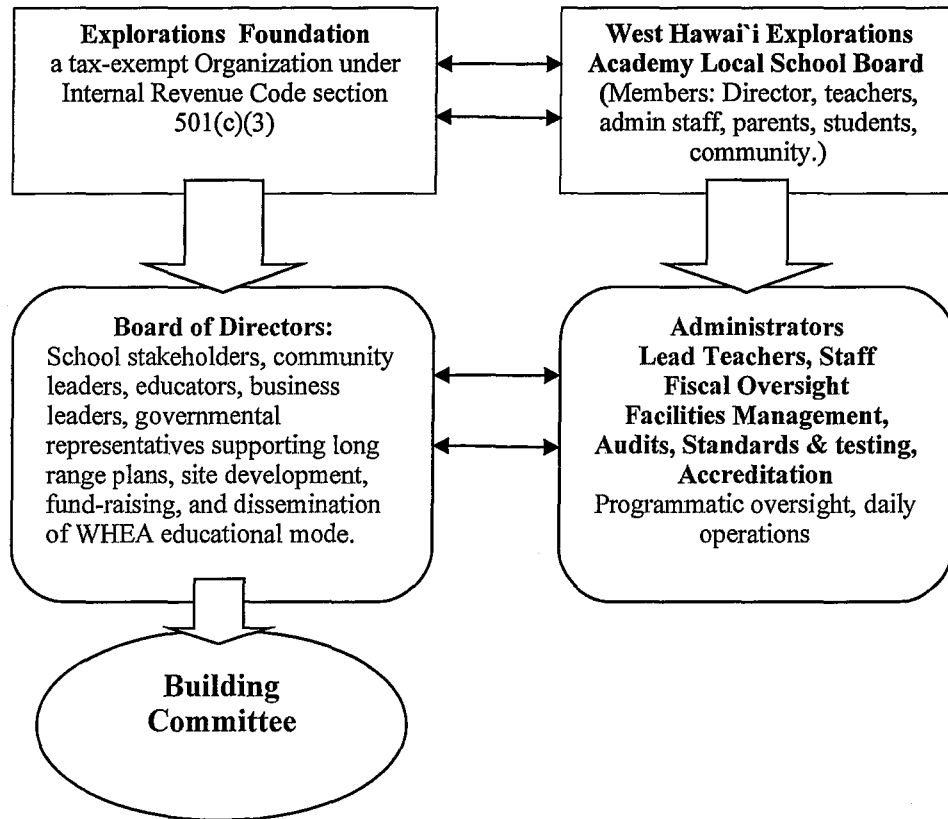 Explorations Foundation
a tax-exempt Organization under
Internal Revenue Code section
501(c)(3)
West Hawai`i Explorations
Academy Local School Board
(Members: Director, teachers,
admin staff, parents, students,
community.)
Board of Directors:
School stakeholders, community
leaders, educators, business
leaders, governmental
representatives supporting long
range plans, site development,
fund-raising, and dissemination
of WHEA educational mode.
Administrators
Lead Teachers, Staff
Fiscal Oversight
Facilities Management,
Audits, Standards & testing,
Accreditation
Programmatic oversight, daily
operations
Building
Committee